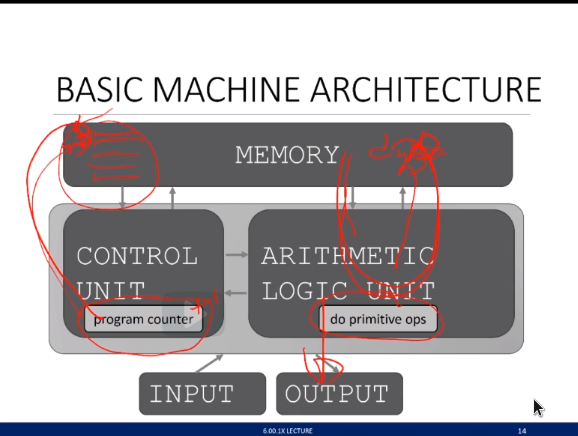 BASIC MACHINE ARCHITECTURE
MEMORY
CONTROL
UNIT
program counter
ARITHMETIC
LOGIC UNIT
do primitive ops
INPUT
OUTPUT
6.00.1X LECTURE
14